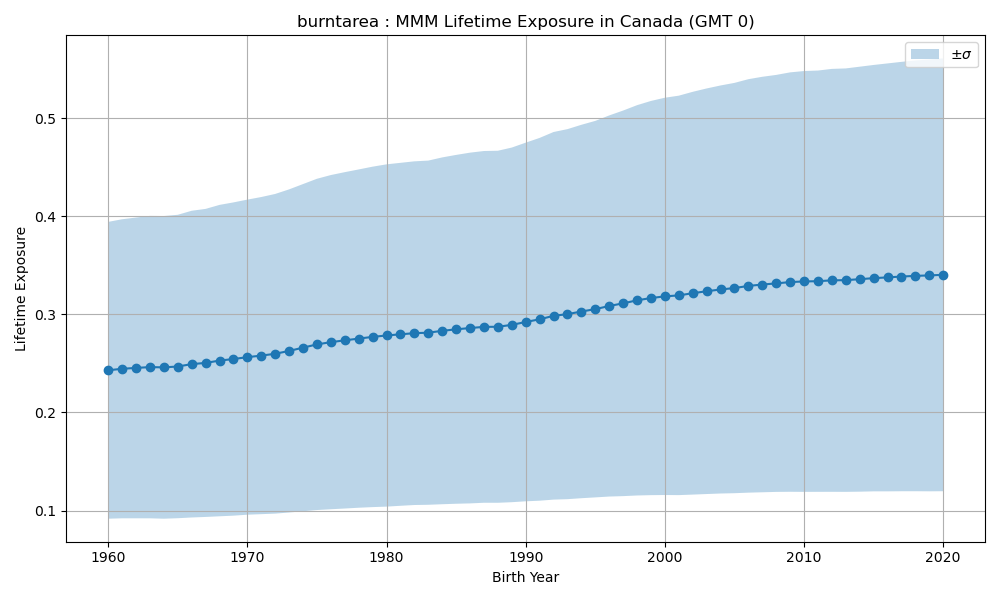 burntarea : MMM Lifetime Exposure in Canada (GMT 0)
±σ
Lifetime Exposure
0.5
0.4
0.3
0.2
0.1
1960 1970 1980 1990 2000 2010 2020
Birth Year